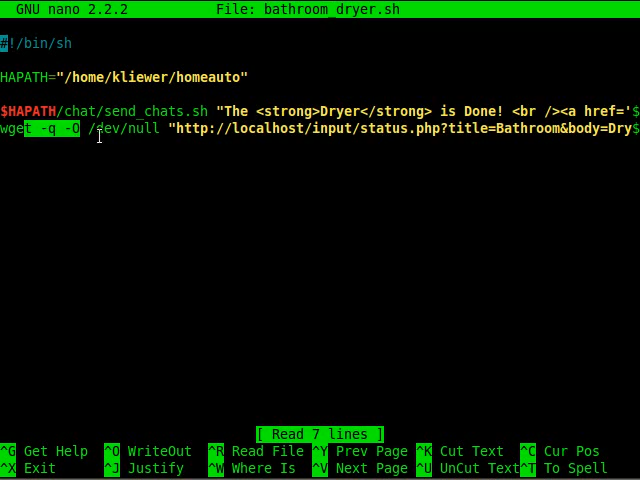 GNU nano 2.2.2 File: bathroom_dryer.sh
#!/bin/sh
HAPATH="/home/kliewer/homeauto"
$HAPATH/chat/send_chats.sh "The <strong>Dryer</strong> is Done! <br /><a href='$
wget -q -O /dev/null "http://localhost/input/status.php?title=Bathroom&body=Dry$
[ Read 7 lines ]
^G Get Help ^O WriteOut ^R Read File ^Y Prev Page ^K Cut Text ^C Cur Pos
^X Exit ^J Justify ^W Where Is ^V Next Page ^U UnCut Text ^T To Spell